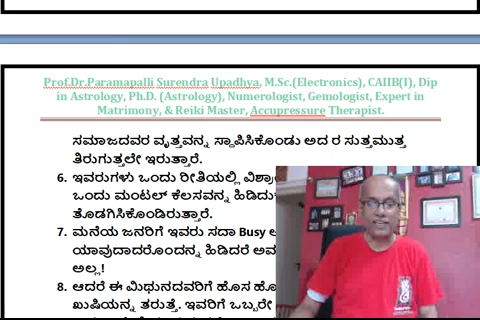 Prof.Dr.Paramapalli Surendra Upadhya, M.Sc.(Electronics), CAIIB(I), Dip
in Astrology, Ph.D. (Astrology), Numerologist, Gemologist, Expert in
Matrimony, & Reiki Master, Accupressure Therapist.
ಸಮಾಜದವರ ವೃತ್ತವನ್ನು ಸ್ಥಾಪಿಸಿಕೊಂಡು ಅದ ರ ಸುತ್ತಮುತ್ತ
ತಿರುಗುತ್ತಲೇ ಇರುತ್ತಾರೆ.
6. ಇವರುಗಳು ಒಂದು ರೀತಿಯಲ್ಲಿ
ಒಂದು ಮಂಟಲ್ ಕೆಲಸವನ್ನು
ತೊಡಗಿಸಿಕೊಂಡಿರುತ್ತಾರೆ.
7. ಮನೆಯ ಜನರಿಗೆ ಇವರು ಸದಾ Busy
ಯಾವುದಾದರೊಂದನ್ನು ಹಿಡಿದರೆ
ಅಲ್ಲ!
8. ಆದರೆ ಈ ಮಿಥುನದವರಿಗೆ ಹೊಸ
ಖುಷಿಯನ್ನು ತರುತ್ತೆ. ಇವರಿಗೆ ಒಬ್ಬರೇ